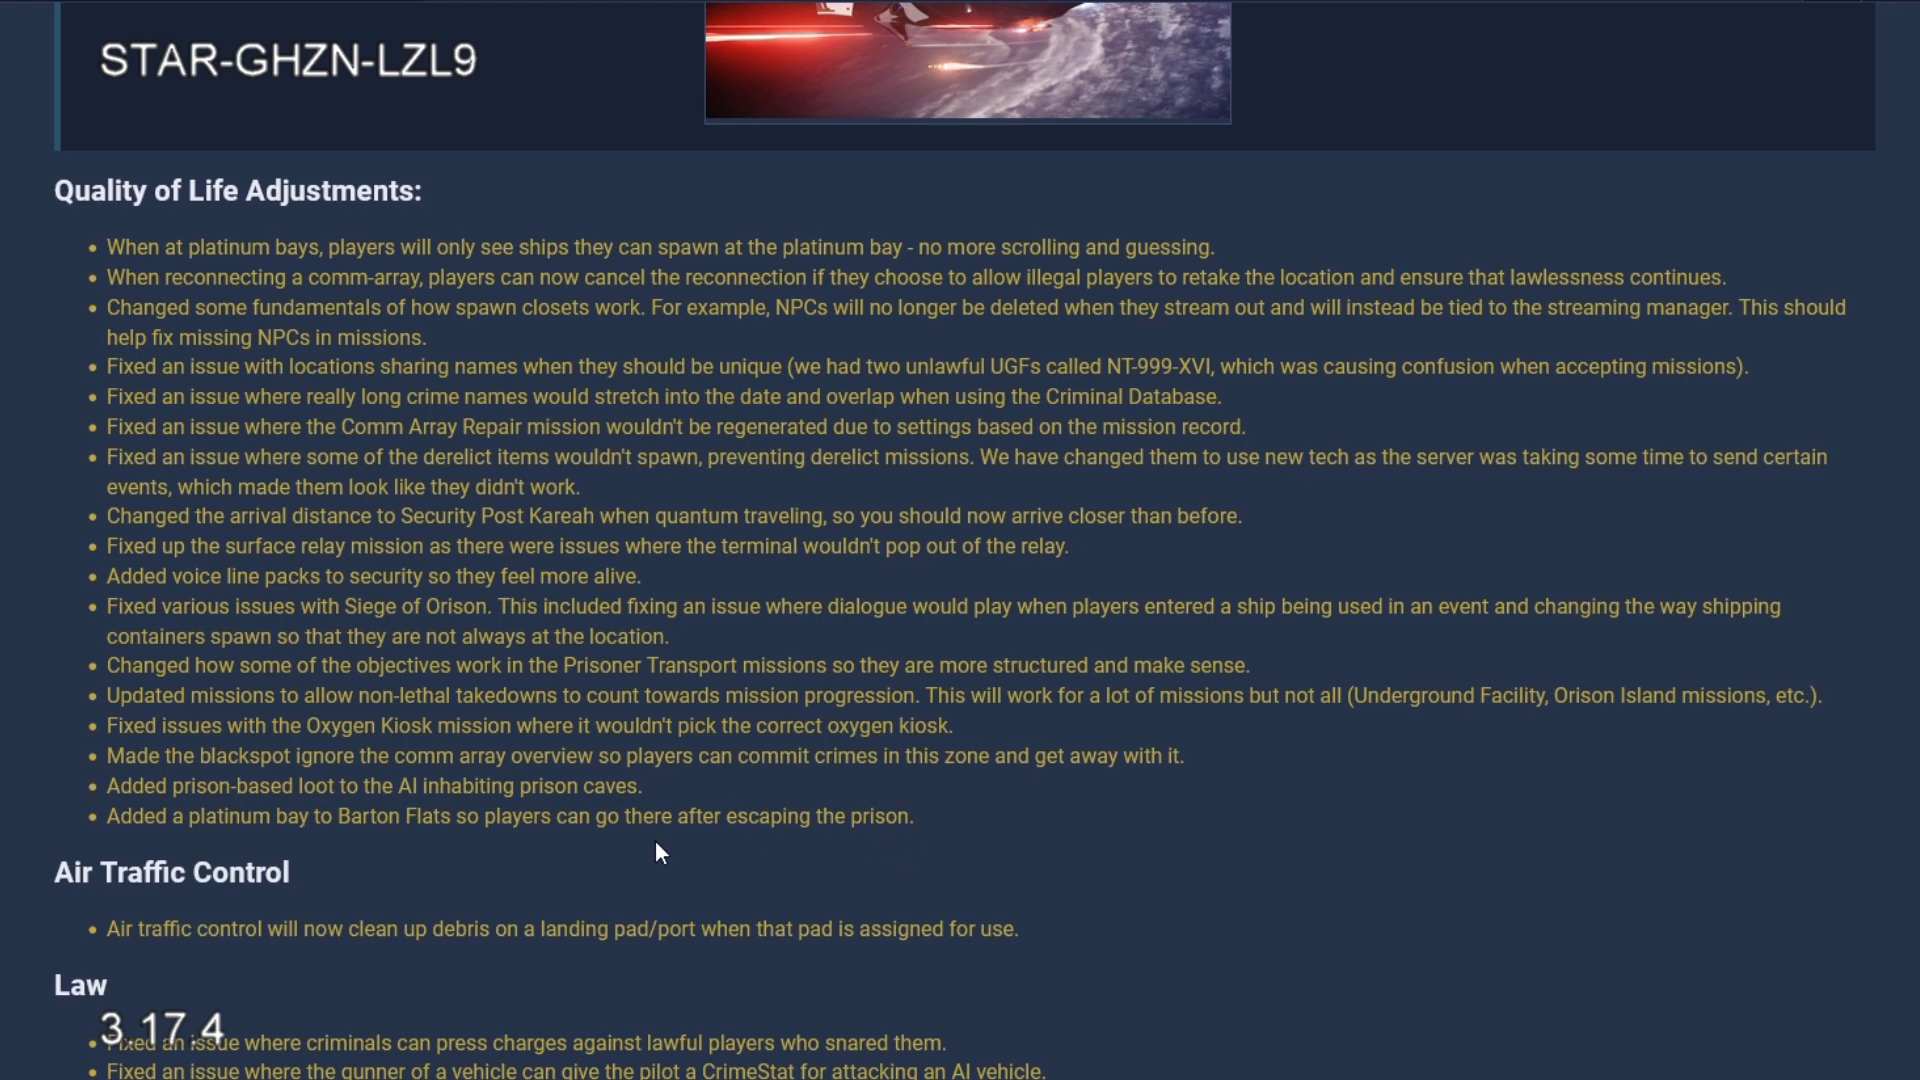 STAR-GHZN-LZL9
Quality of Life Adjustments:
• When at platinum bays, players will only see ships they can spawn at the platinum bay - no more scrolling and guessing.
• When reconnecting a comm-array, players can now cancel the reconnection if they choose to allow illegal players to retake the location and ensure that lawlessness continues.
• Changed some fundamentals of how spawn closets work. For example, NPCs will no longer be deleted when they stream out and will instead be tied to the streaming manager. This should
help fix missing NPCs in missions.
• Fixed an issue with locations sharing names when they should be unique (we had two unlawful UGFs called NT-999-XVI, which was causing confusion when accepting missions).
• Fixed an issue where really long crime names would stretch into the date and overlap when using the Criminal Database.
• Fixed an issue where the Comm Array Repair mission wouldn't be regenerated due to settings based on the mission record.
• Fixed an issue where some of the derelict items wouldn't spawn, preventing derelict missions. We have changed them to use new tech as the server was taking some time to send certain
events, which made them look like they didn't work.
• Changed the arrival distance to Security Post Kareah when quantum traveling, so you should now arrive closer than before.
• Fixed up the surface relay mission as there were issues where the terminal wouldn't pop out of the relay.
• Added voice line packs to security so they feel more alive.
• Fixed various issues with Siege of Orison. This included fixing an issue where dialogue would play when players entered a ship being used in an event and changing the way shipping
containers spawn so that they are not always at the location.
• Changed how some of the objectives work in the Prisoner Transport missions so they are more structured and make sense.
• Updated missions to allow non-lethal takedowns to count towards mission progression. This will work for a lot of missions but not all (Underground Facility, Orison Island missions, etc.).
• Fixed issues with the Oxygen Kiosk mission where it wouldn't pick the correct oxygen kiosk.
• Made the blackspot ignore the comm array overview so players can commit crimes in this zone and get away with it.
• Added prison-based loot to the AI inhabiting prison caves.
• Added a platinum bay to Barton Flats so players can go there after escaping the prison.
Air Traffic Control
• Air traffic control will now clean up debris on a landing pad/port when that pad is assigned for use.
Law
3.17.4
• Fixed an issue where criminals can press charges against lawful players who snared them.
• Fixed an issue where the gunner of a vehicle can give the pilot a CrimeStat for attacking an AI vehicle.